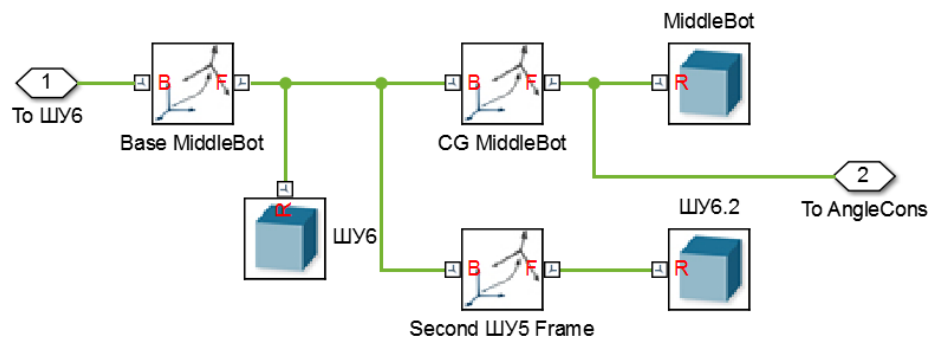 MiddleBot
1
B
F
B
F
R
To ШУ6
Base MiddleBot
CG MiddleBot
2
R
ШУ6
ШУ6.2
To AngleCons
B
F
R
Second ШУ5 Frame